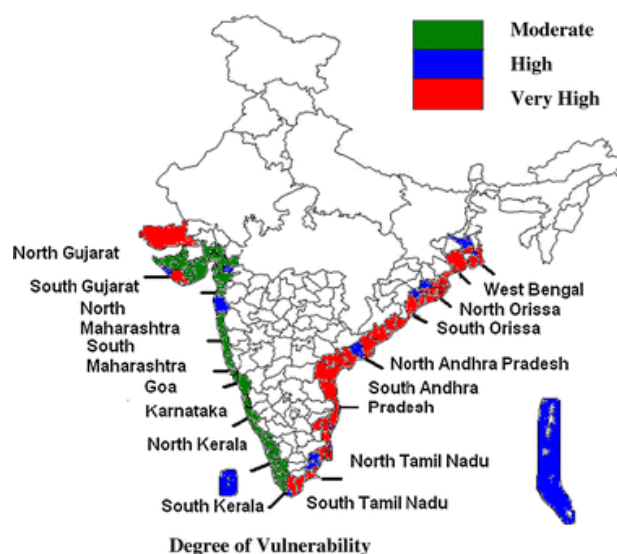 Moderate
High
Very High
North Gujarat
South Gujarat
North
Maharashtra
South
Maharashtra
Goa
Karnataka
North Kerala
South Kerala
South Tamil Nadu
North Tamil Nadu
South Andhra
Pradesh
North Andhra Pradesh
South Orissa
North Orissa
West Bengal
Degree of Vulnerability